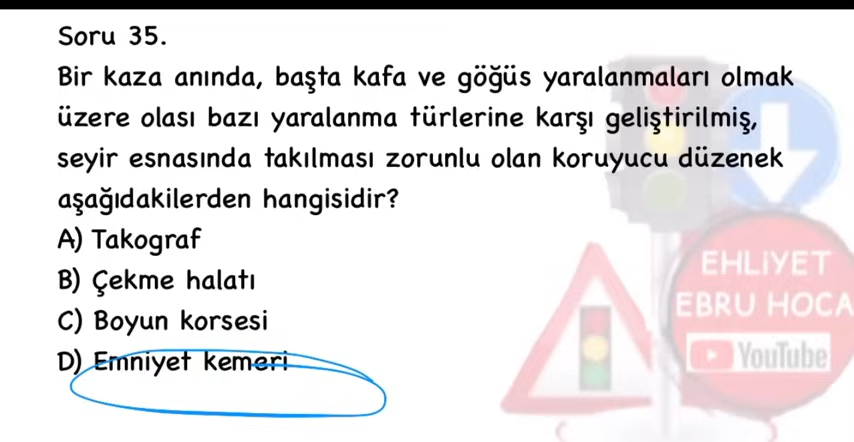 Soru 35.
Bir kaza anında, başta kafa ve göğüs yaralanmaları olmak
üzere olası bazı yaralanma türlerine karşı geliştirilmiş,
seyir esnasında takılması zorunlu olan koruyucu düzenek
aşağıdakilerden hangisidir?
A) Takograf
B) Çekme halatı
C) Boyun korsesi
D) Emniyet kemeri
EHLİYET
EBRU HOCA
YouTube